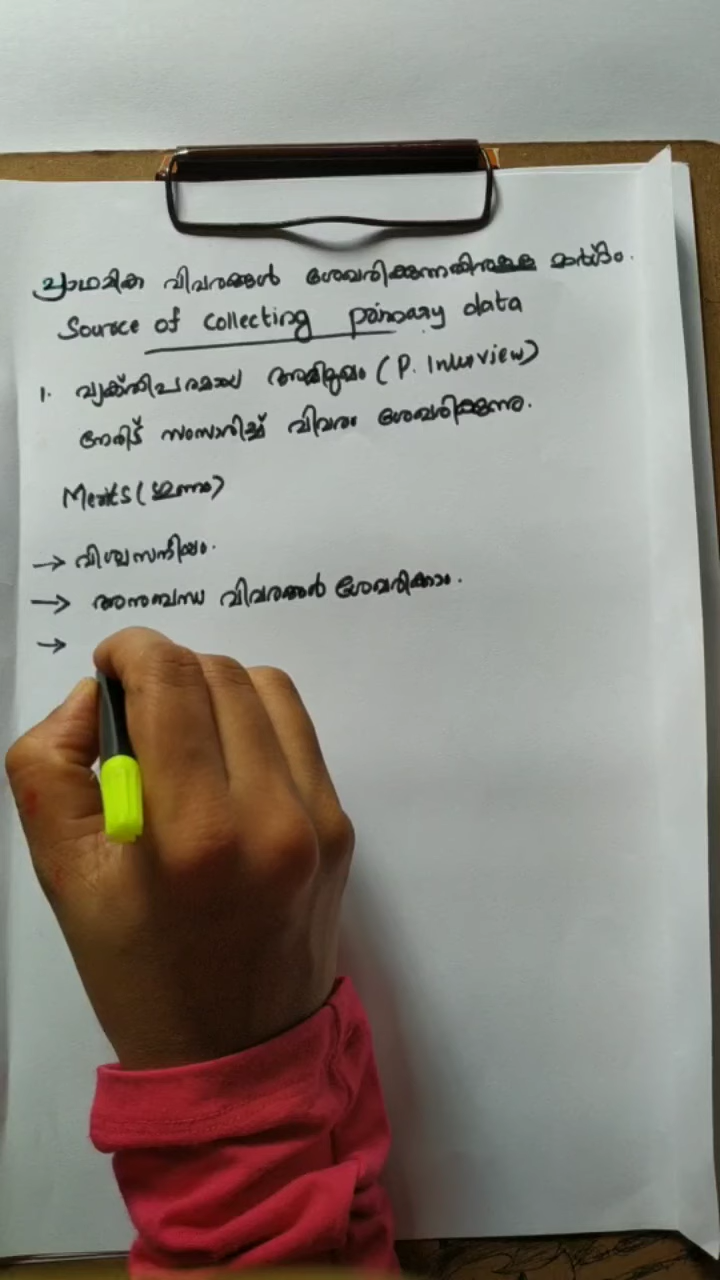 പ്രാഥമിക വിവരങ്ങൾ ശേഖരിക്കുന്നതിനുള്ള മാർഗ്ഗം.
Source of collecting primary data
1. വ്യക്തിപരമായ അഭിമുഖം (P. Interview)
നേരിട്ട് സംസാരിച്ച് വിവരം ശേഖരിക്കുന്നു.
Merits (ഗുണം)
→ വിശ്വസനീയം.
→ അനുബന്ധ വിവരങ്ങൾ ശേഖരിക്കാം.
→